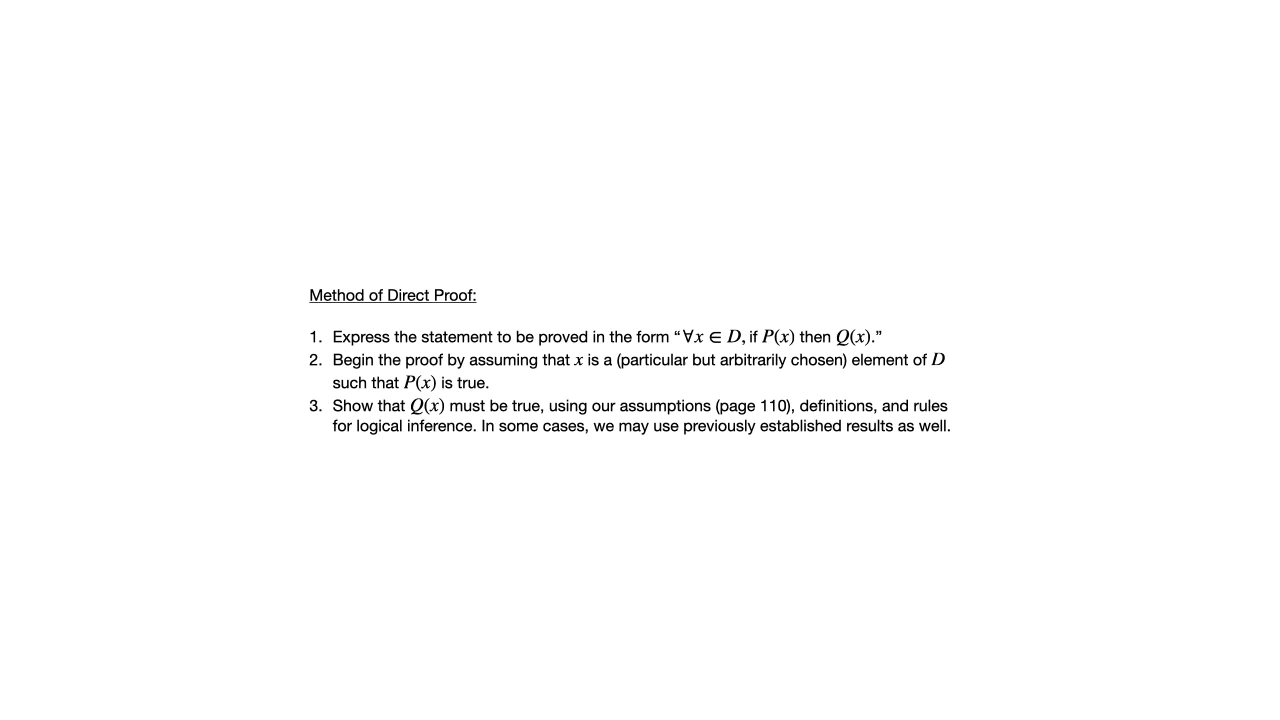 Method of Direct Proof:
1. Express the statement to be proved in the form “∀x ∈ D, if P(x) then Q(x).”
2. Begin the proof by assuming that x is a (particular but arbitrarily chosen) element of D
such that P(x) is true.
3. Show that Q(x) must be true, using our assumptions (page 110), definitions, and rules
for logical inference. In some cases, we may use previously established results as well.